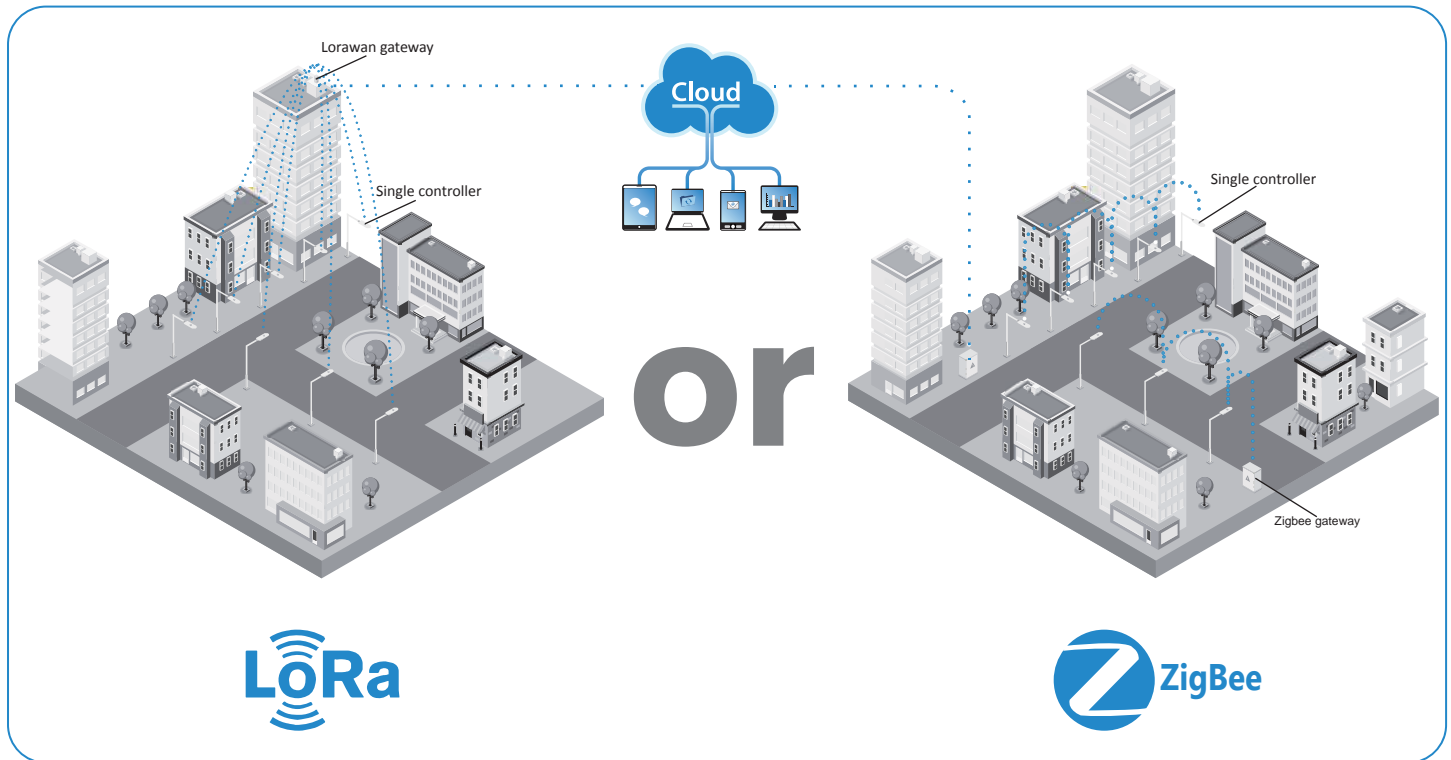 Lorawan gateway
Cloud
Single controller
Single controller
or
Zigbee gateway
LoRa
ZigBee